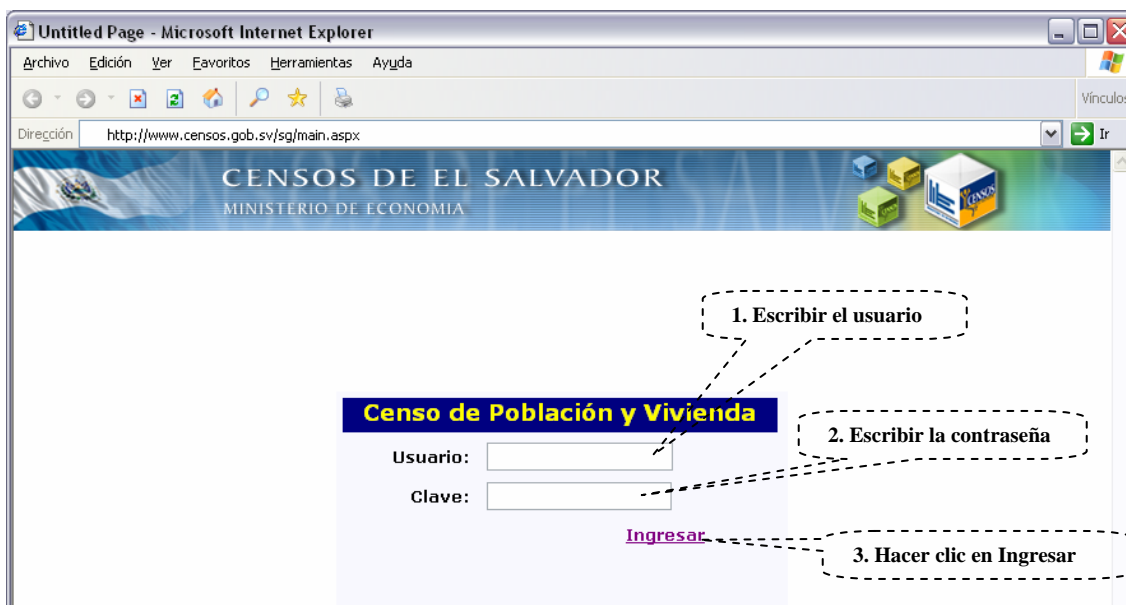 Untitled Page - Microsoft Internet Explorer
Archivo Edición Ver Favoritos Herramientas Ayuda
Vínculos
Dirección http://www.censos.gob.sv/sg/main.aspx Ir
CENSOS DE EL SALVADOR
MINISTERIO DE ECONOMIA
CENSOS
1. Escribir el usuario
Censo de Población y Vivienda
2. Escribir la contraseña
Usuario:
Clave:
Ingresar
3. Hacer clic en Ingresar